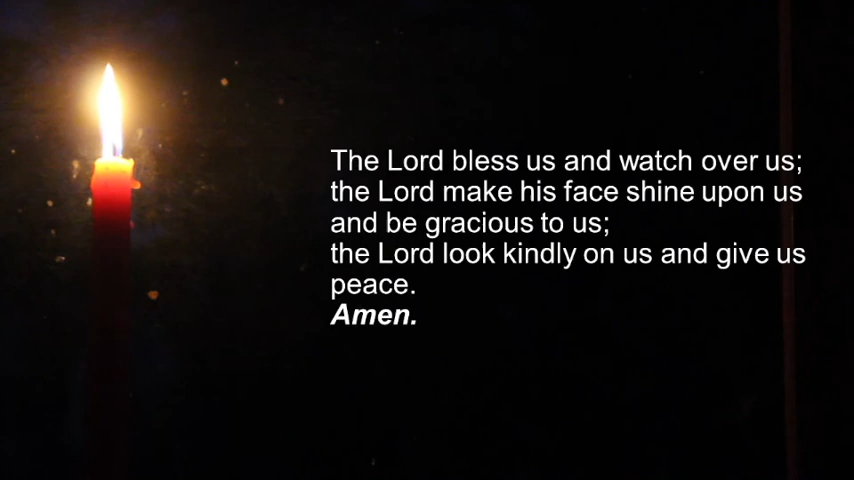 The Lord bless us and watch over us;
the Lord make his face shine upon us
and be gracious to us;
the Lord look kindly on us and give us
peace.
Amen.